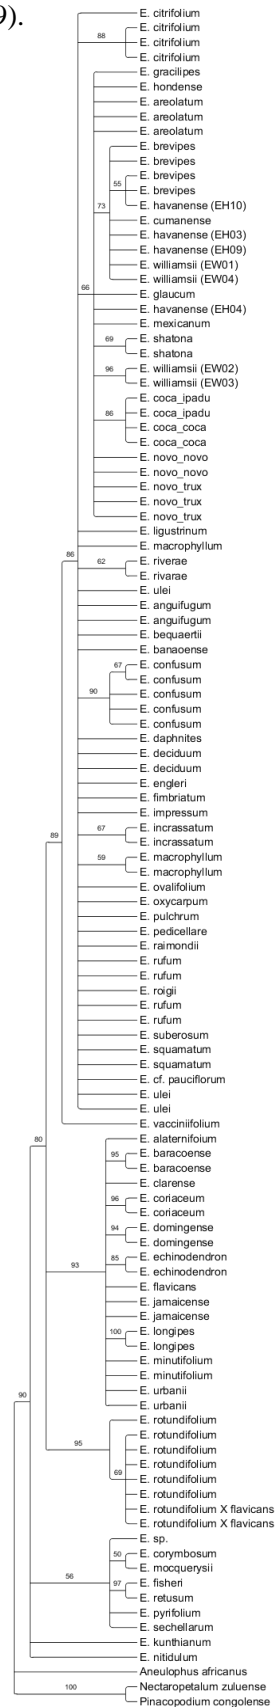 9).
E. citrifolium
E. citrifolium
88
E. citrifolium
E. citrifolium
E. gracilipes
E. hondense
E. areolatum
E. areolatum
E. areolatum
E. brevipes
E. brevipes
E. brevipes
55
E. brevipes
E. havanense (EH10)
73
E. cumanense
E. havanense (EH03)
E. havanense (EH09)
E. williamsii (EW01)
E. williamsii (EW04)
66
E. glaucum
E. havanense (EH04)
E. mexicanum
69
E. shatona
E. shatona
96
E. williamsii (EW02)
E. williamsii (EW03)
E. coca_ipadu
86
E. coca_ipadu
E. coca_coca
E. coca_coca
E. novo_novo
E. novo_novo
E. novo_trux
E. novo_trux
E. novo_trux
E. ligustrinum
E. macrophyllum
86
62
E. riverae
E. rivarae
E. ulei
E. anguifugum
E. anguifugum
E. bequaertii
E. banaoense
67
E. confusum
E. confusum
90
E. confusum
E. confusum
E. confusum
E. daphnites
E. deciduum
E. deciduum
E. engleri
E. fimbriatum
E. impressum
67
E. incrassatum
89
E. incrassatum
59
E. macrophyllum
E. macrophyllum
E. ovalifolium
E. oxycarpum
E. pulchrum
E. pedicellare
E. raimondii
E. rufum
E. rufum
E. roigii
E. rufum
E. rufum
E. suberosum
E. squamatum
E. squamatum
E. cf. pauciflorum
E. ulei
E. ulei
E. vacciniifolium
80
E. alaternifoium
95
E. baracoense
E. baracoense
E. clarense
96
E. coriaceum
E. coriaceum
94
E. domingense
E. domingense
93
85
E. echinodendron
E. echinodendron
E. flavicans
E. jamaicense
E. jamaicense
100
E. longipes
E. longipes
E. minutifolium
E. minutifolium
E. urbanii
90
E. urbanii
E. rotundifolium
E. rotundifolium
95
E. rotundifolium
E. rotundifolium
69
E. rotundifolium
E. rotundifolium
E. rotundifolium X flavicans
E. rotundifolium X flavicans
E. sp.
50
E. corymbosum
E. mocquerysii
56
97
E. fisheri
E. retusum
E. pyrifolium
E. sechellarum
E. kunthianum
E. nitidulum
Aneulophus africanus
100
Nectaropetalum zuluense
Pinacopodium congolense